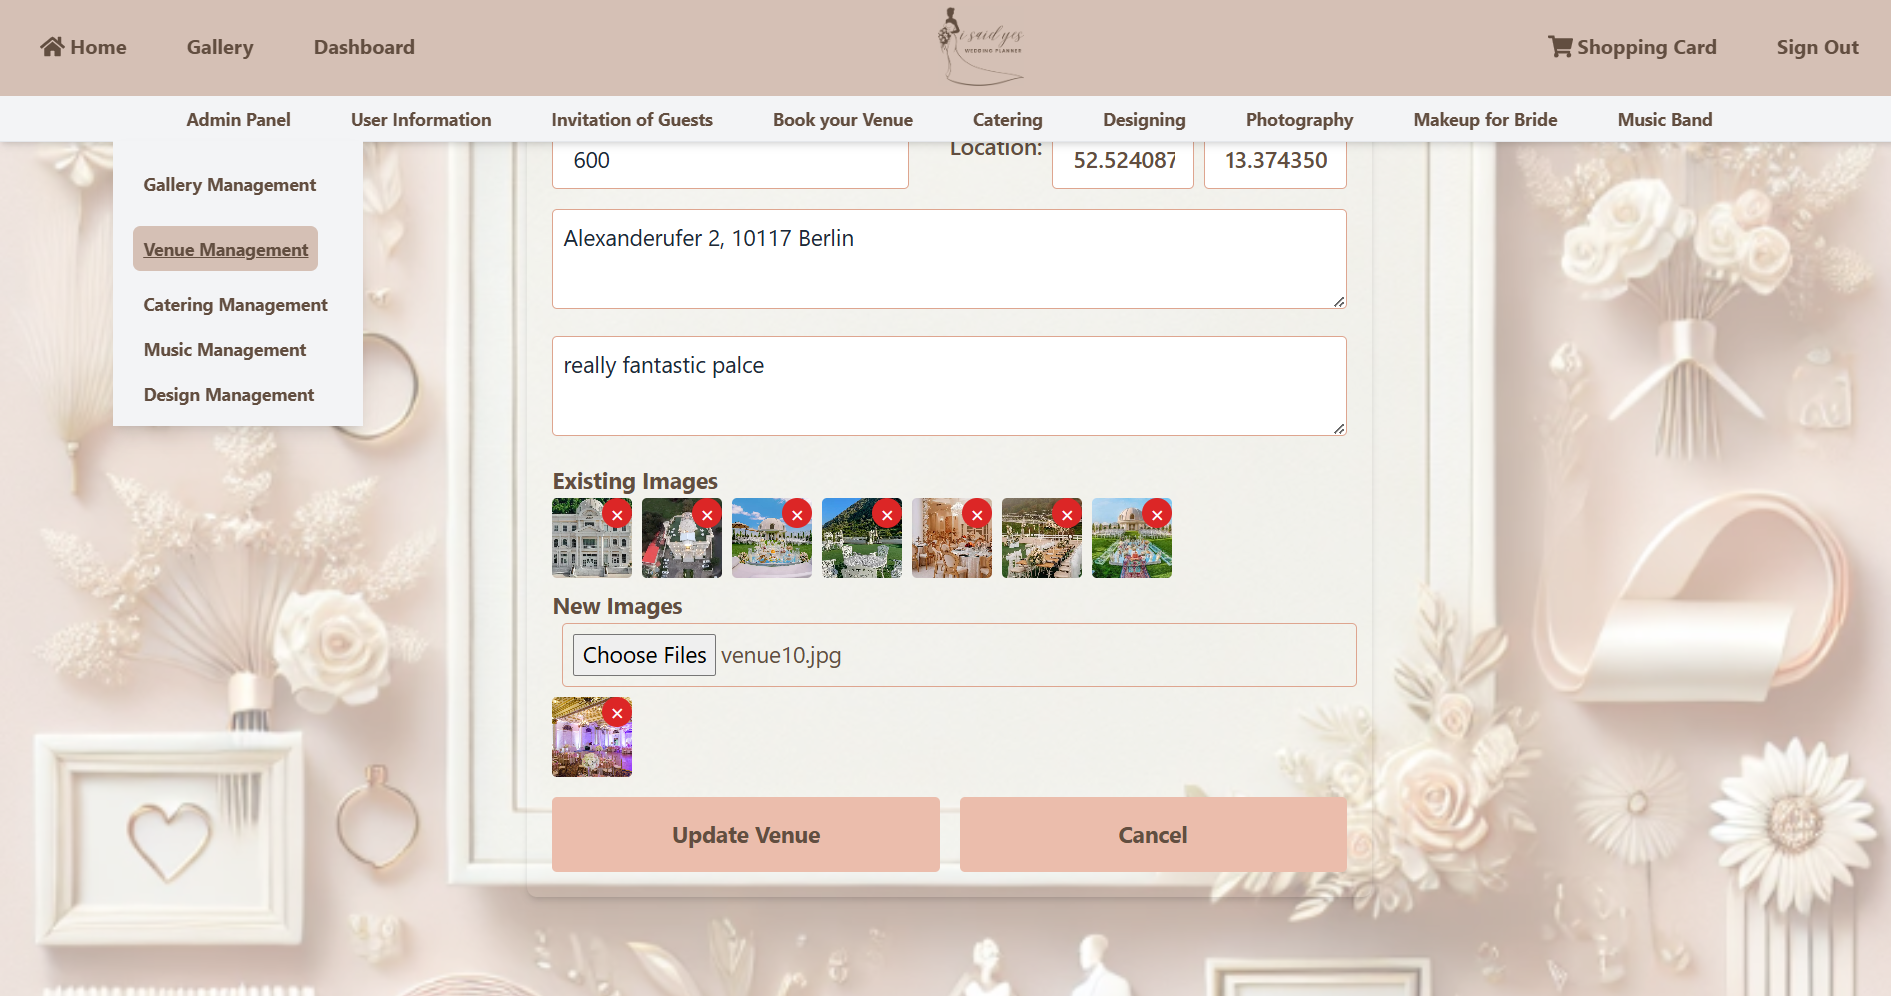 Home
Gallery
Dashboard
i said yes
WEDDING PLANNER
Shopping Card
Sign Out
Admin Panel
User Information
Invitation of Guests
Book your Venue
Catering
Designing
Photography
Makeup for Bride
Music Band
Gallery Management
Venue Management
Catering Management
Music Management
Design Management
600
Location:
52.524087
13.374350
Alexanderufer 2, 10117 Berlin
really fantastic palce
Existing Images
New Images
Choose Files venue10.jpg
Update Venue
Cancel